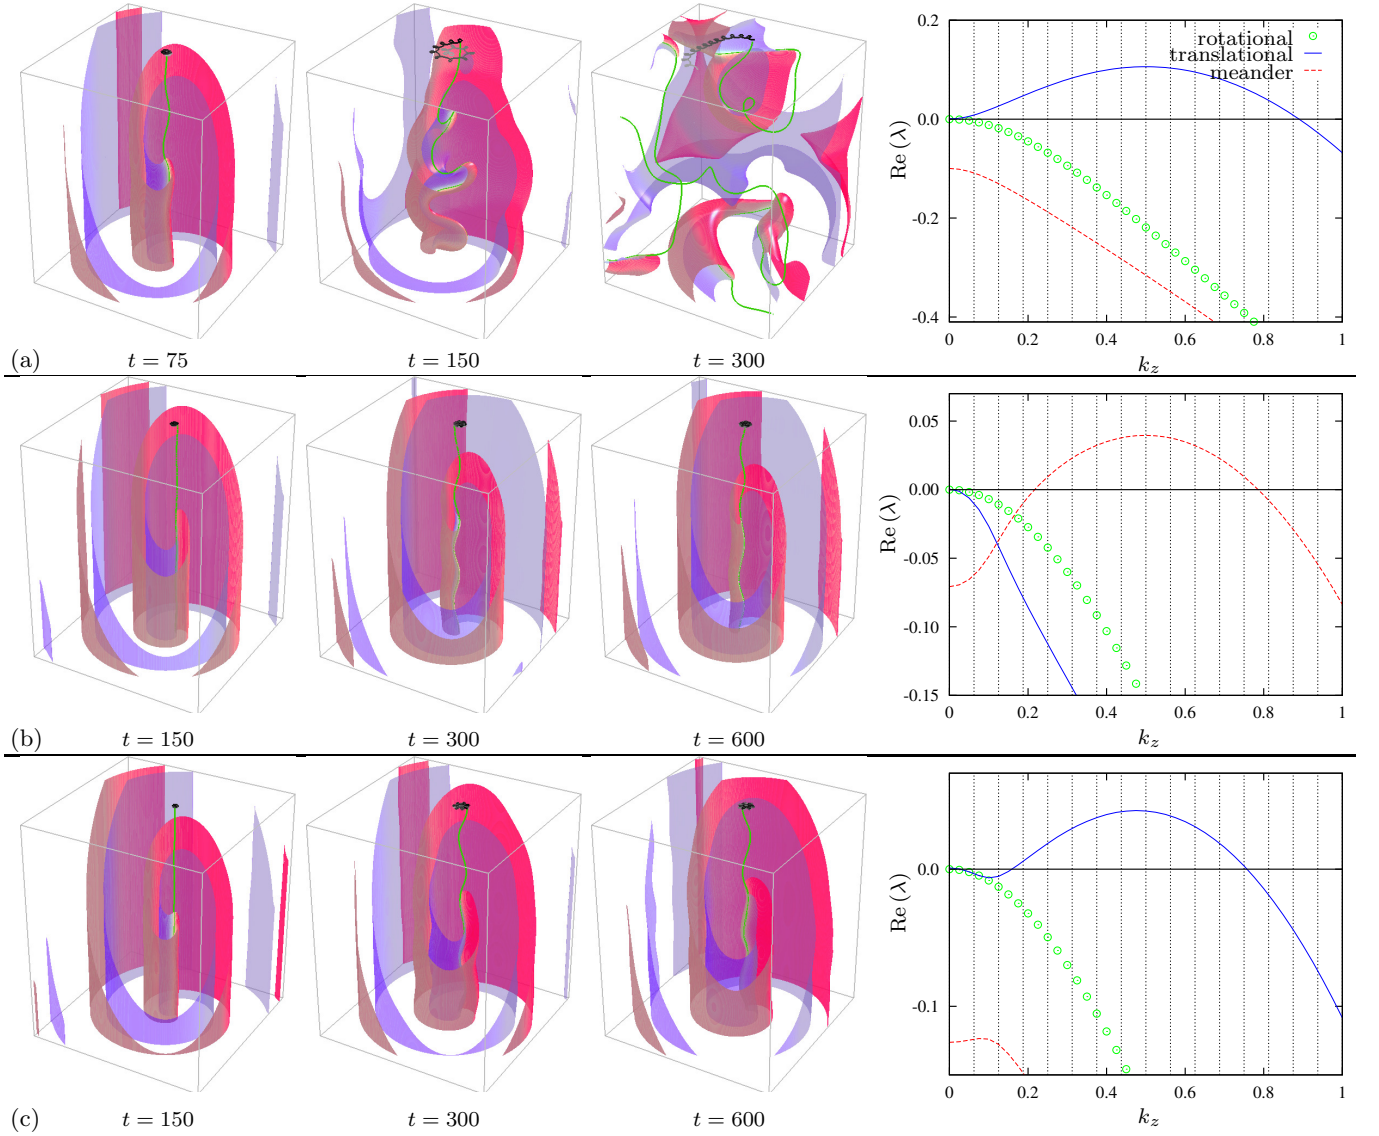 0.2
0.0
-0.2
-0.4
Re (λ)
rotational
translational
meander
0 0.2 0.4 0.6 0.8 1
k_z
(a) t = 75 t = 150 t = 300
0.05
0.00
-0.05
-0.10
-0.15
Re (λ)
0 0.2 0.4 0.6 0.8 1
k_z
(b) t = 150 t = 300 t = 600
0.0
-0.1
Re (λ)
0 0.2 0.4 0.6 0.8 1
k_z
(c) t = 150 t = 300 t = 600